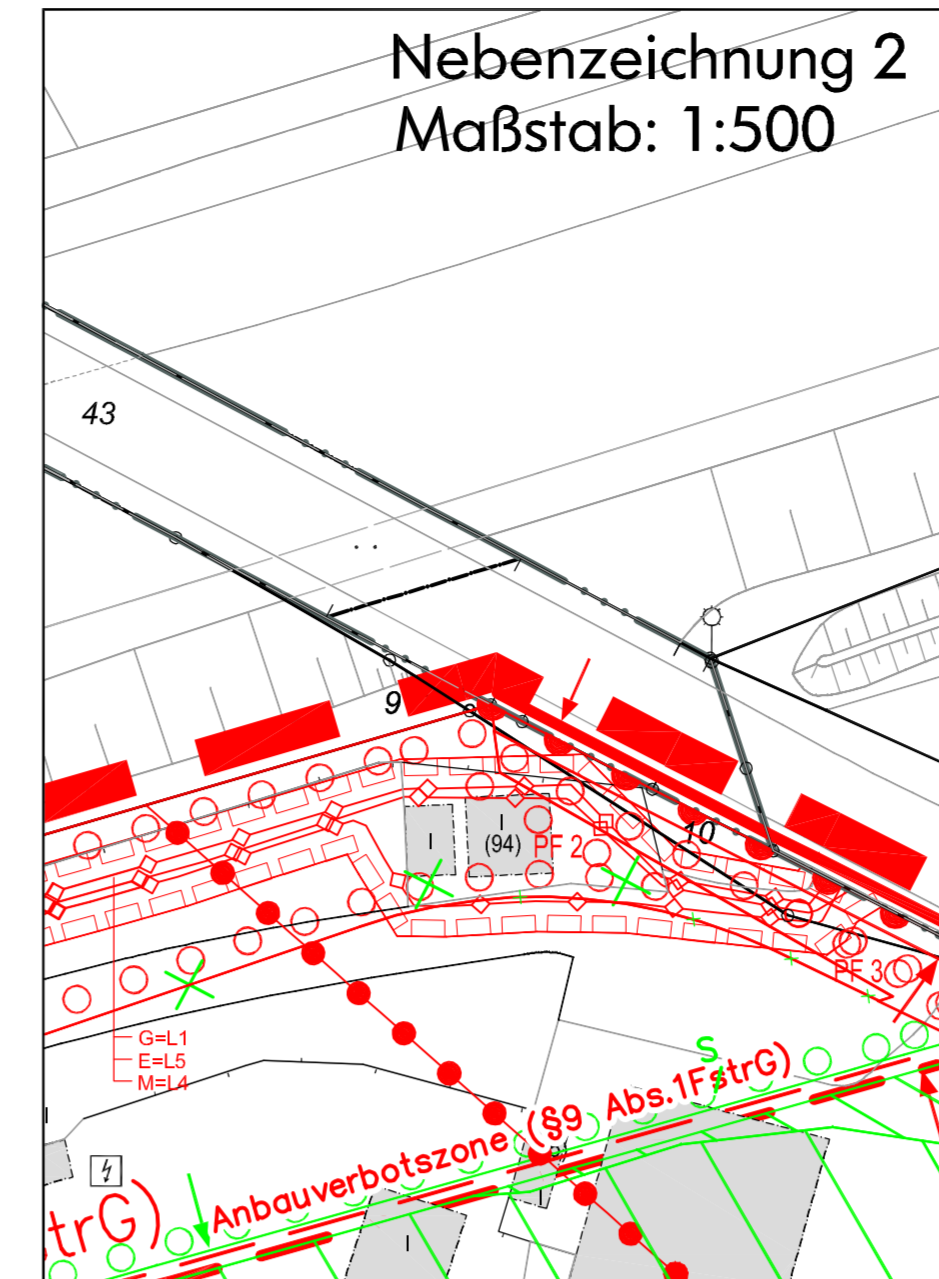 Nebenzeichnung 2
Maßstab: 1:500
43
9
10
I
I
(94)
PF 2
PF 3
G=L1
E=L5
M=L4
S
Anbauverbotszone (§9 Abs.1FstrG)
I
I
trG)
I